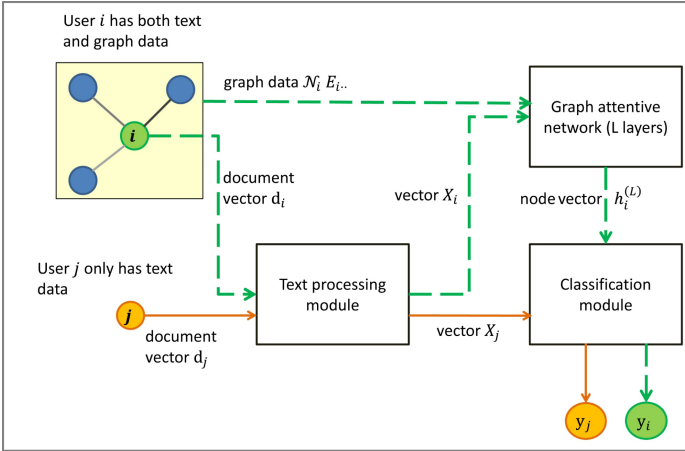 User i has both text
and graph data
graph data 𝒩ᵢ Eᵢ..
i
document
vector dᵢ
vector Xᵢ
Graph attentive
network (L layers)
node vector hᵢ⁽ᴸ⁾
User j only has text
data
j
document
vector dⱼ
Text processing
module
vector Xⱼ
Classification
module
yⱼ
yᵢ